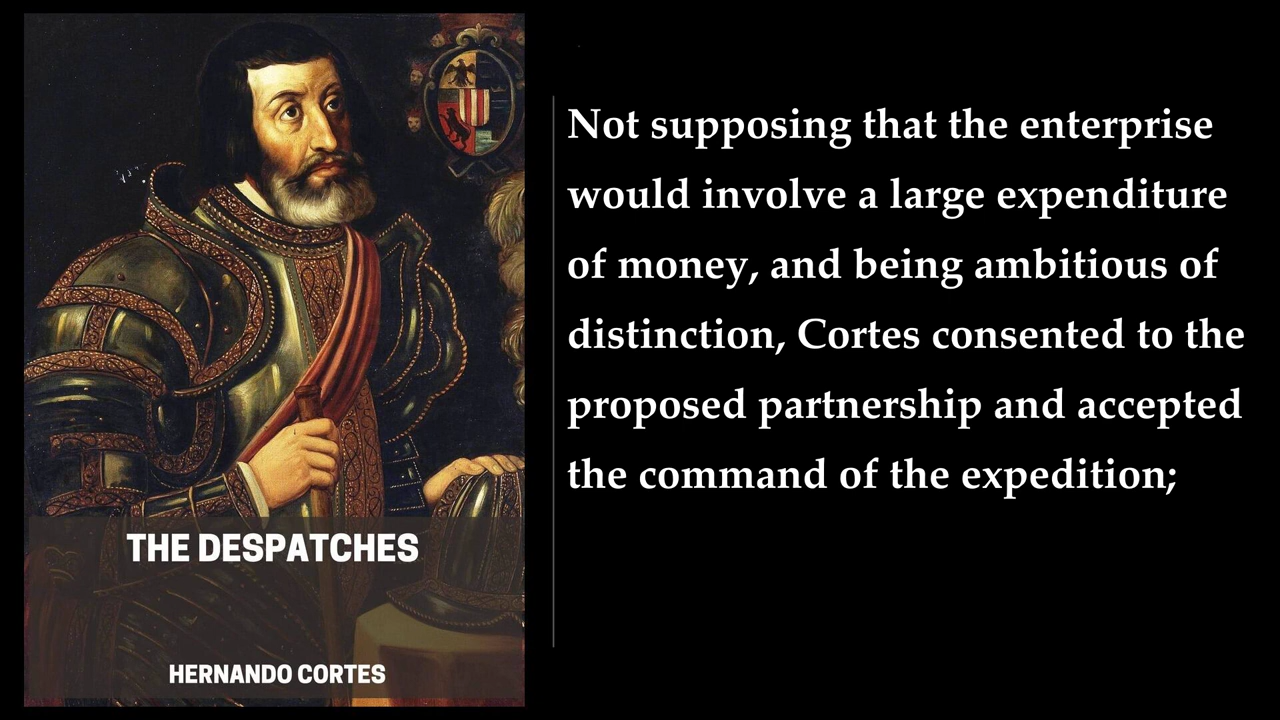 THE DESPATCHES
HERNANDO CORTES
Not supposing that the enterprise
would involve a large expenditure
of money, and being ambitious of
distinction, Cortes consented to the
proposed partnership and accepted
the command of the expedition;